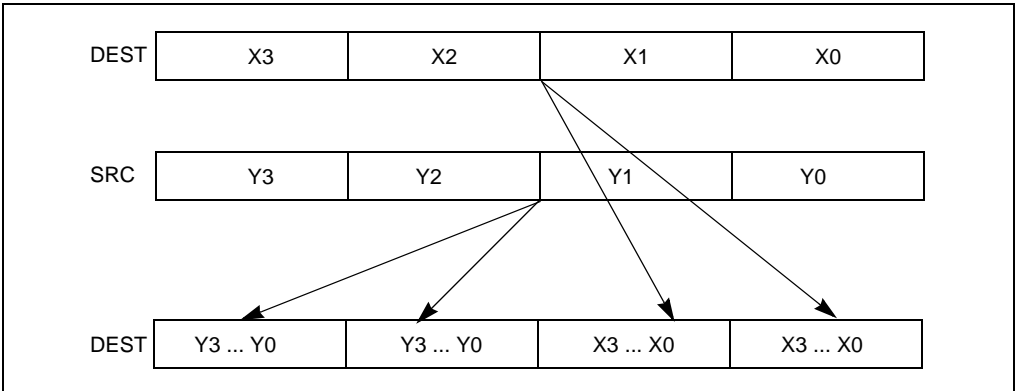 DEST X3 X2 X1 X0
SRC Y3 Y2 Y1 Y0
DEST Y3 ... Y0 Y3 ... Y0 X3 ... X0 X3 ... X0